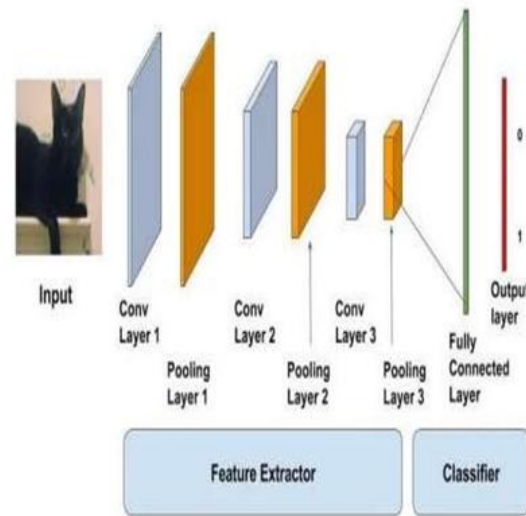 Input
Conv
Layer 1
Pooling
Layer 1
Conv
Layer 2
Pooling
Layer 2
Conv
Layer 3
Pooling
Layer 3
Fully
Connected
Layer
Output
layer
0
1
Feature Extractor
Classifier